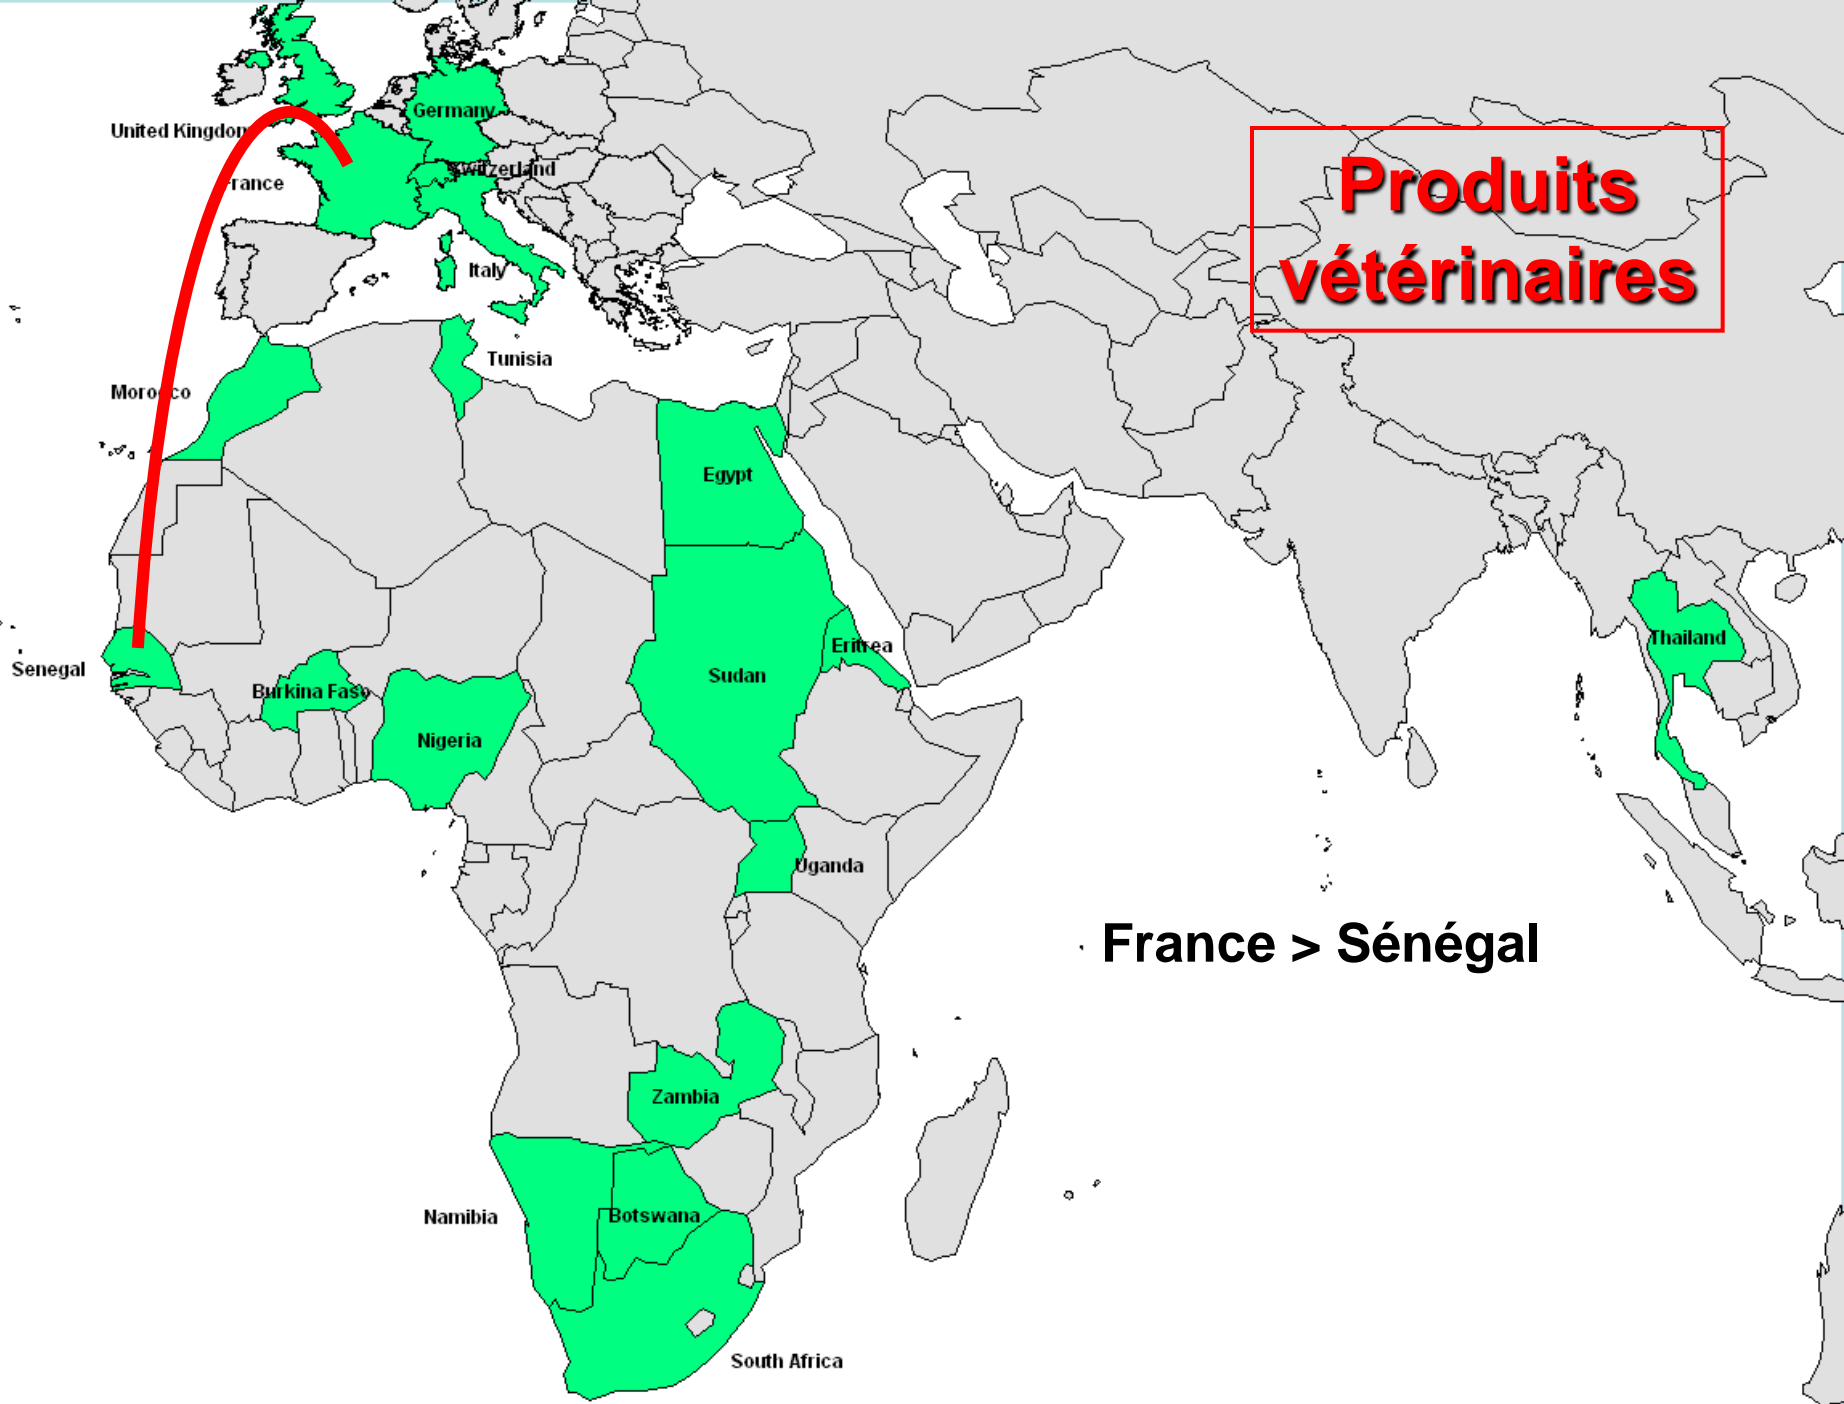 Germany
United Kingdom
Switzerland
France
Produits
vétérinaires
Italy
Tunisia
Morocco
Egypt
Thailand
Eritrea
Senegal
Sudan
Burkina Faso
Nigeria
Uganda
France > Sénégal
Zambia
Namibia
Botswana
South Africa